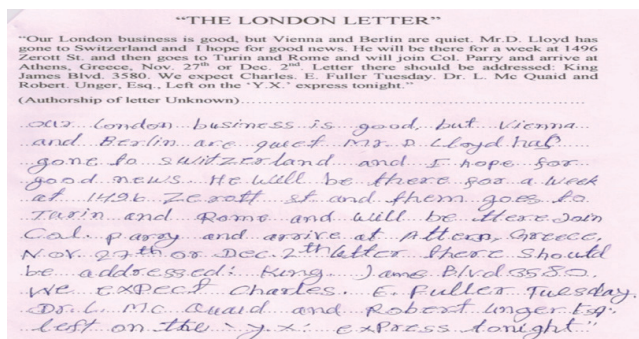 "THE LONDON LETTER"
"Our London business is good, but Vienna and Berlin are quiet. Mr.D. Lloyd has
gone to Switzerland and I hope for good news. He will be there for a week at 1496
Zerott St. and then goes to Turin and Rome and will join Col. Parry and arrive at
Athens, Greece, Nov. 27th or Dec. 2nd. Letter there should be addressed: King
James Blvd. 3580. We expect Charles. E. Fuller Tuesday. Dr. L. Mc Quaid and
Robert. Unger, Esq., Left on the 'Y.X.' express tonight."
(Authorship of letter Unknown)
our London business is good, but Vienna
and Berlin are quiet Mr D Lloyd has
gone to switzerland and I hope for
good news He will be there for a week
at 1496 Zerott st and them goes to
Turin and Rome and will be there Join
Col. parry and arrive at Attens, Greece,
Nov. 27th or Dec. 2th letter there should
be addressed: King Jams Blvd 3580.
We expect Charles. E. Fuller Tuesday.
Dr. L. Mc Quaid and Robert unger Esq.
left on the y.x: express tonight"